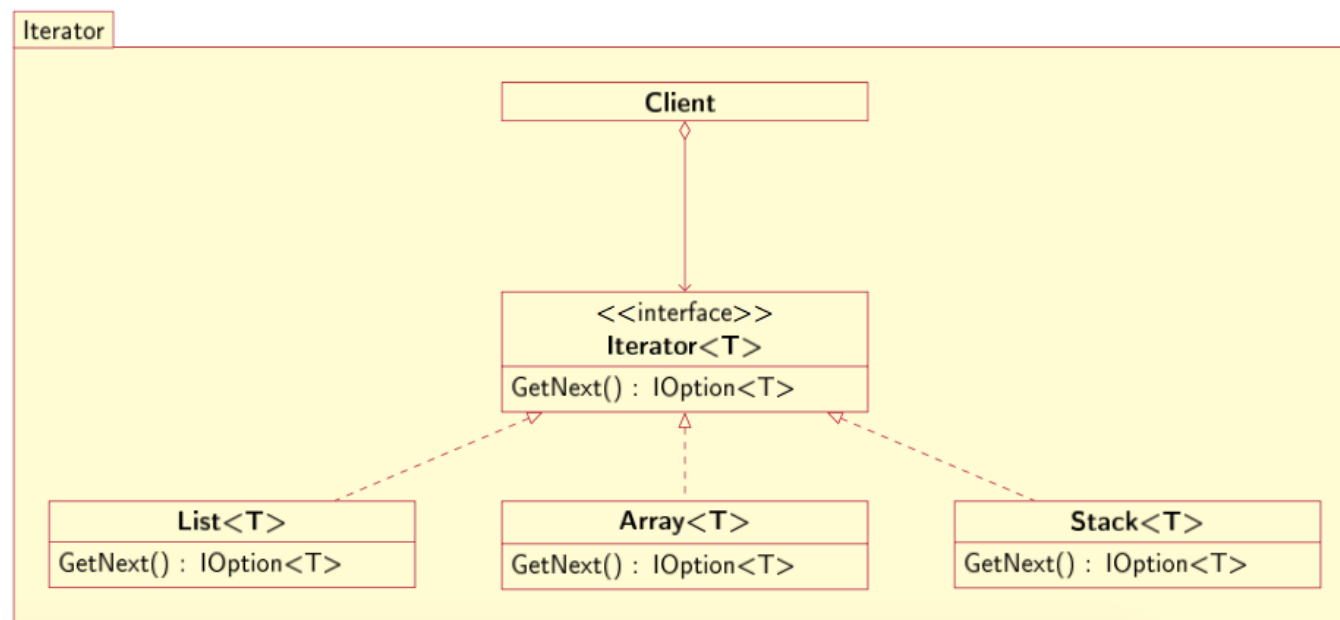 Iterator
Client
<<interface>>
Iterator<T>
GetNext() : IOption<T>
List<T>
GetNext() : IOption<T>
Array<T>
GetNext() : IOption<T>
Stack<T>
GetNext() : IOption<T>